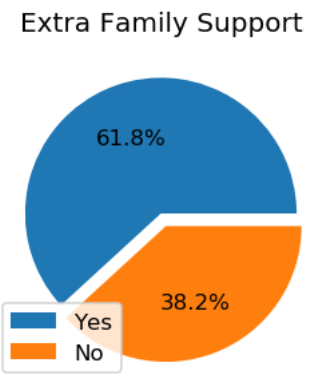 Extra Family Support
61.8%
38.2%
Yes
No